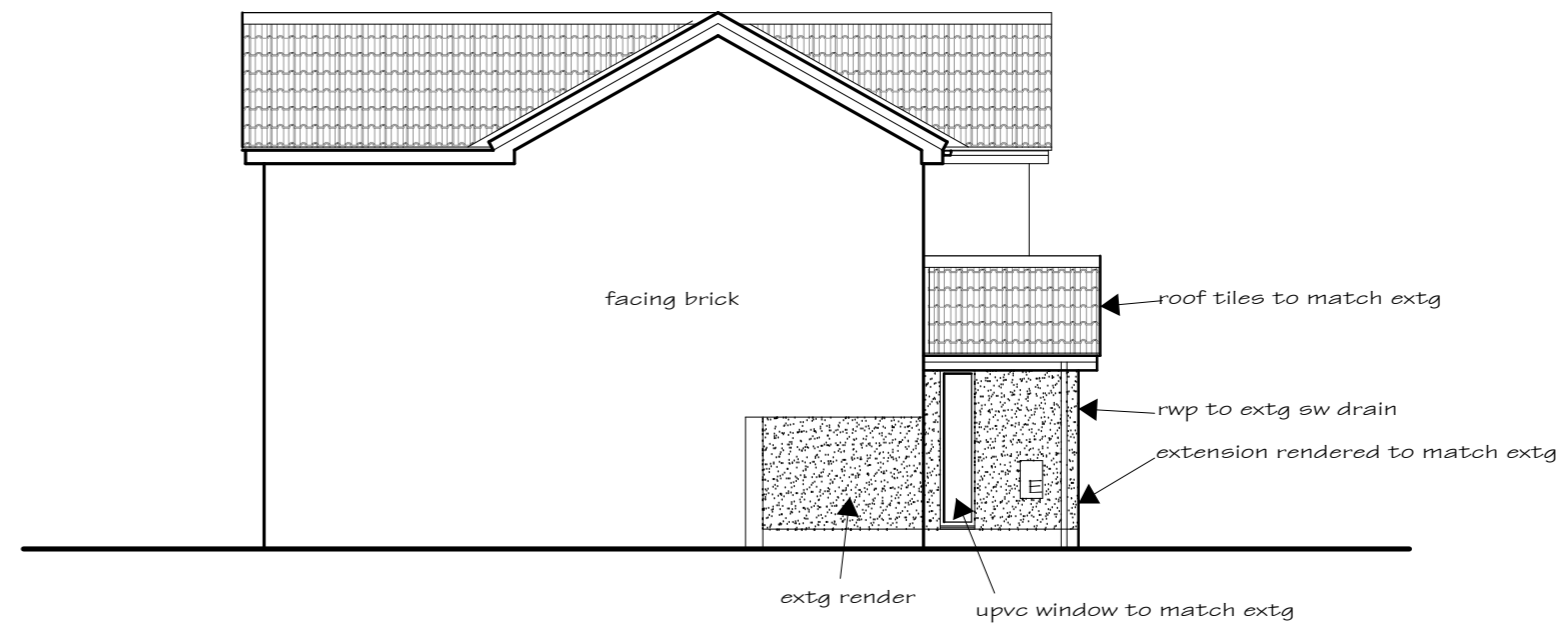 facing brick
roof tiles to match extg
rwp to extg sw drain
extension rendered to match extg
E
extg render
upvc window to match extg